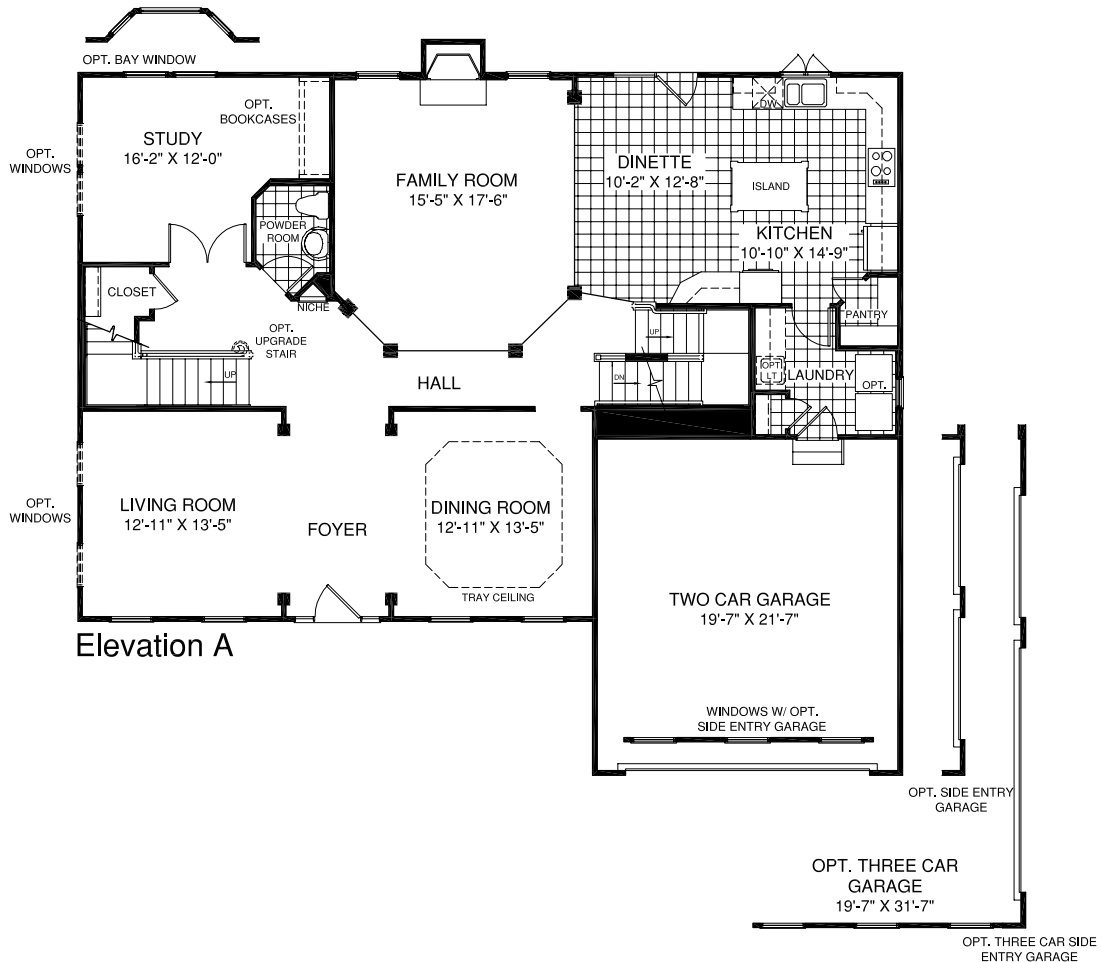 OPT. BAY WINDOW
OPT.
BOOKCASES
STUDY
16'-2" X 12'-0"
OPT.
WINDOWS
FAMILY ROOM
15'-5" X 17'-6"
DINETTE
10'-2" X 12'-8"
DW
ISLAND
KITCHEN
10'-10" X 14'-9"
POWDER
ROOM
CLOSET
NICHE
OPT.
UPGRADE
STAIR
UP
HALL
UP
DN
PANTRY
OPT.
LT
LAUNDRY
OPT.
OPT.
WINDOWS
LIVING ROOM
12'-11" X 13'-5"
FOYER
DINING ROOM
12'-11" X 13'-5"
TRAY CEILING
Elevation A
TWO CAR GARAGE
19'-7" X 21'-7"
WINDOWS W/ OPT.
SIDE ENTRY GARAGE
OPT. SIDE ENTRY
GARAGE
OPT. THREE CAR
GARAGE
19'-7" X 31'-7"
OPT. THREE CAR SIDE
ENTRY GARAGE